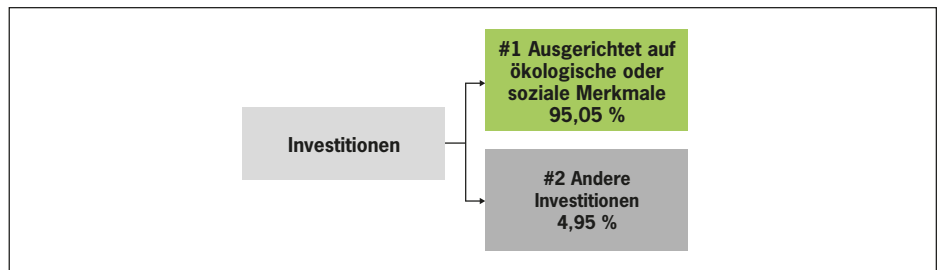 Investitionen
#1 Ausgerichtet auf
ökologische oder
soziale Merkmale
95,05 %
#2 Andere
Investitionen
4,95 %